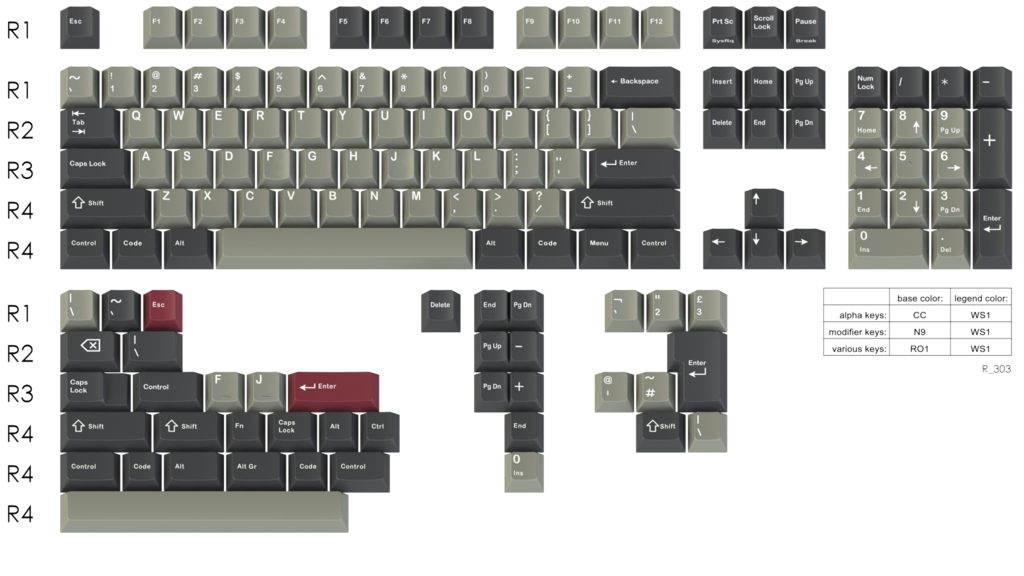 R1 Esc F1 F2 F3 F4 F5 F6 F7 F8 F9 F10 F11 F12 Prt Sc SysRq Scroll Lock Pause Break
R1 ~ ` ! 1 @ 2 # 3 $ 4 % 5 ^ 6 & 7 * 8 ( 9 ) 0 – - + = ← Backspace Insert Home Pg Up Num Lock / * –
R2 Tab Q W E R T Y U I O P { [ } ] | \ Delete End Pg Dn 7 Home 8 ↑ 9 Pg Up +
R3 Caps Lock A S D F G H J K L : ; " ' Enter 4 ← 5 6 →
R4 Shift Z X C V B N M < , > . ? / Shift ↑ 1 End 2 ↓ 3 Pg Dn Enter
R4 Control Code Alt Alt Code Menu Control ← ↓ → 0 Ins . Del
R1 | \ ~ ` Esc Delete End Pg Dn ¬ ` " 2 £ 3
R2 | \ Pg Up – Enter
R3 Caps Lock Control F J Enter Pg Dn + @ ' ~ #
R4 Shift Shift Fn Caps Lock Alt Ctrl End Shift | \
R4 Control Code Alt Alt Gr Code Control 0 Ins
R4
base color: legend color:
alpha keys: CC WS1
modifier keys: N9 WS1
various keys: RO1 WS1
R_303